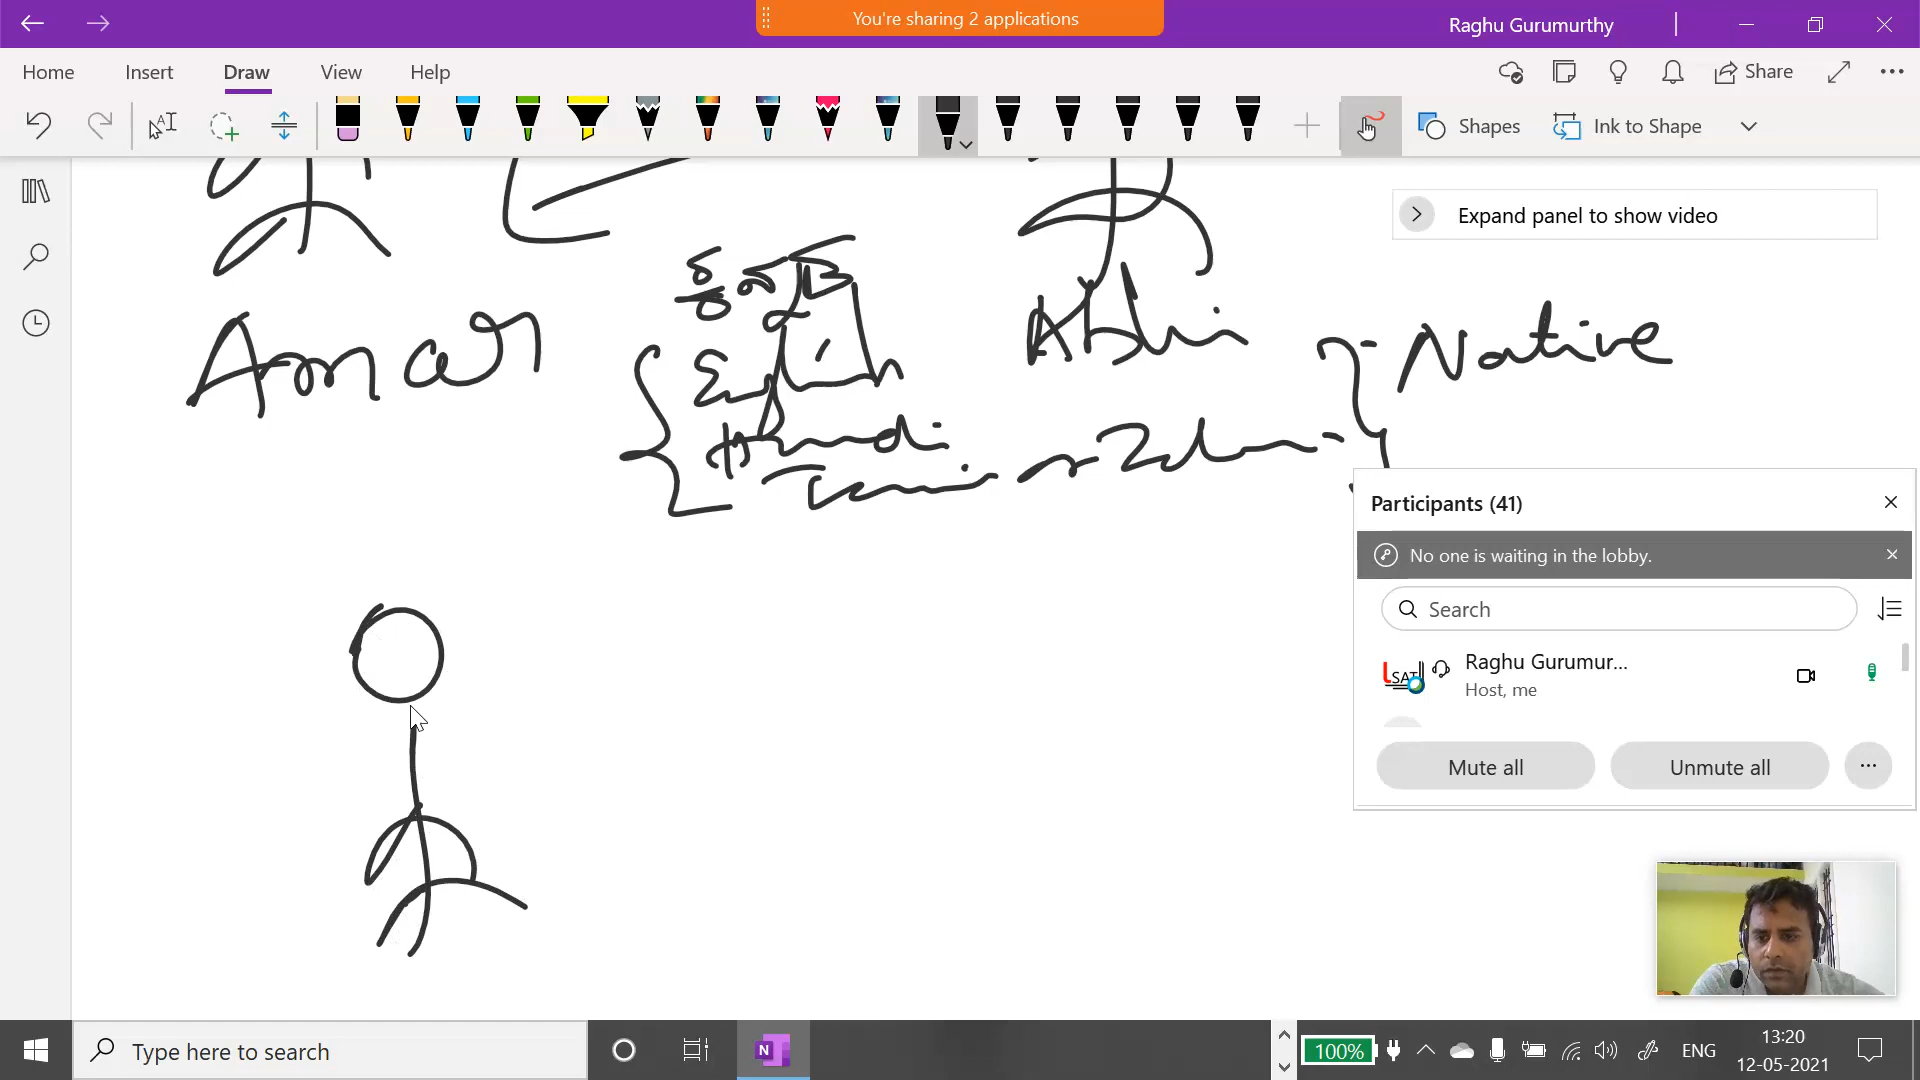 You're sharing 2 applications
Raghu Gurumurthy
Home Insert Draw View Help
Share
Shapes
Ink to Shape
Expand panel to show video
Amar
Abhi
Native
Hindi
Participants (41)
No one is waiting in the lobby.
Search
Raghu Gurumur...
Host, me
LSAT
Mute all
Unmute all
Type here to search
N
100%
ENG
13:20
12-05-2021